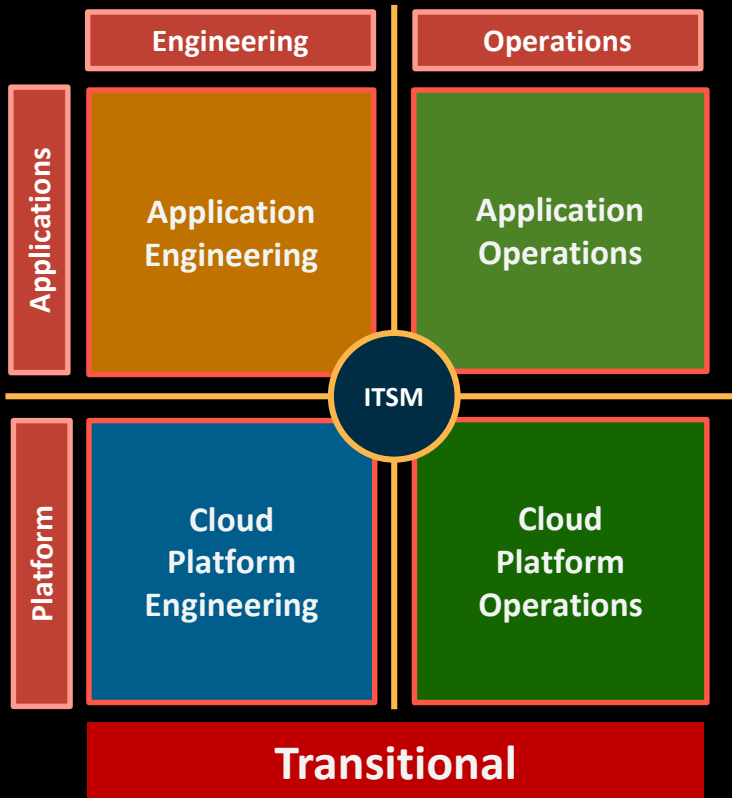 Engineering
Operations
Applications
Application
Engineering
Application
Operations
ITSM
Platform
Cloud
Platform
Engineering
Cloud
Platform
Operations
Transitional